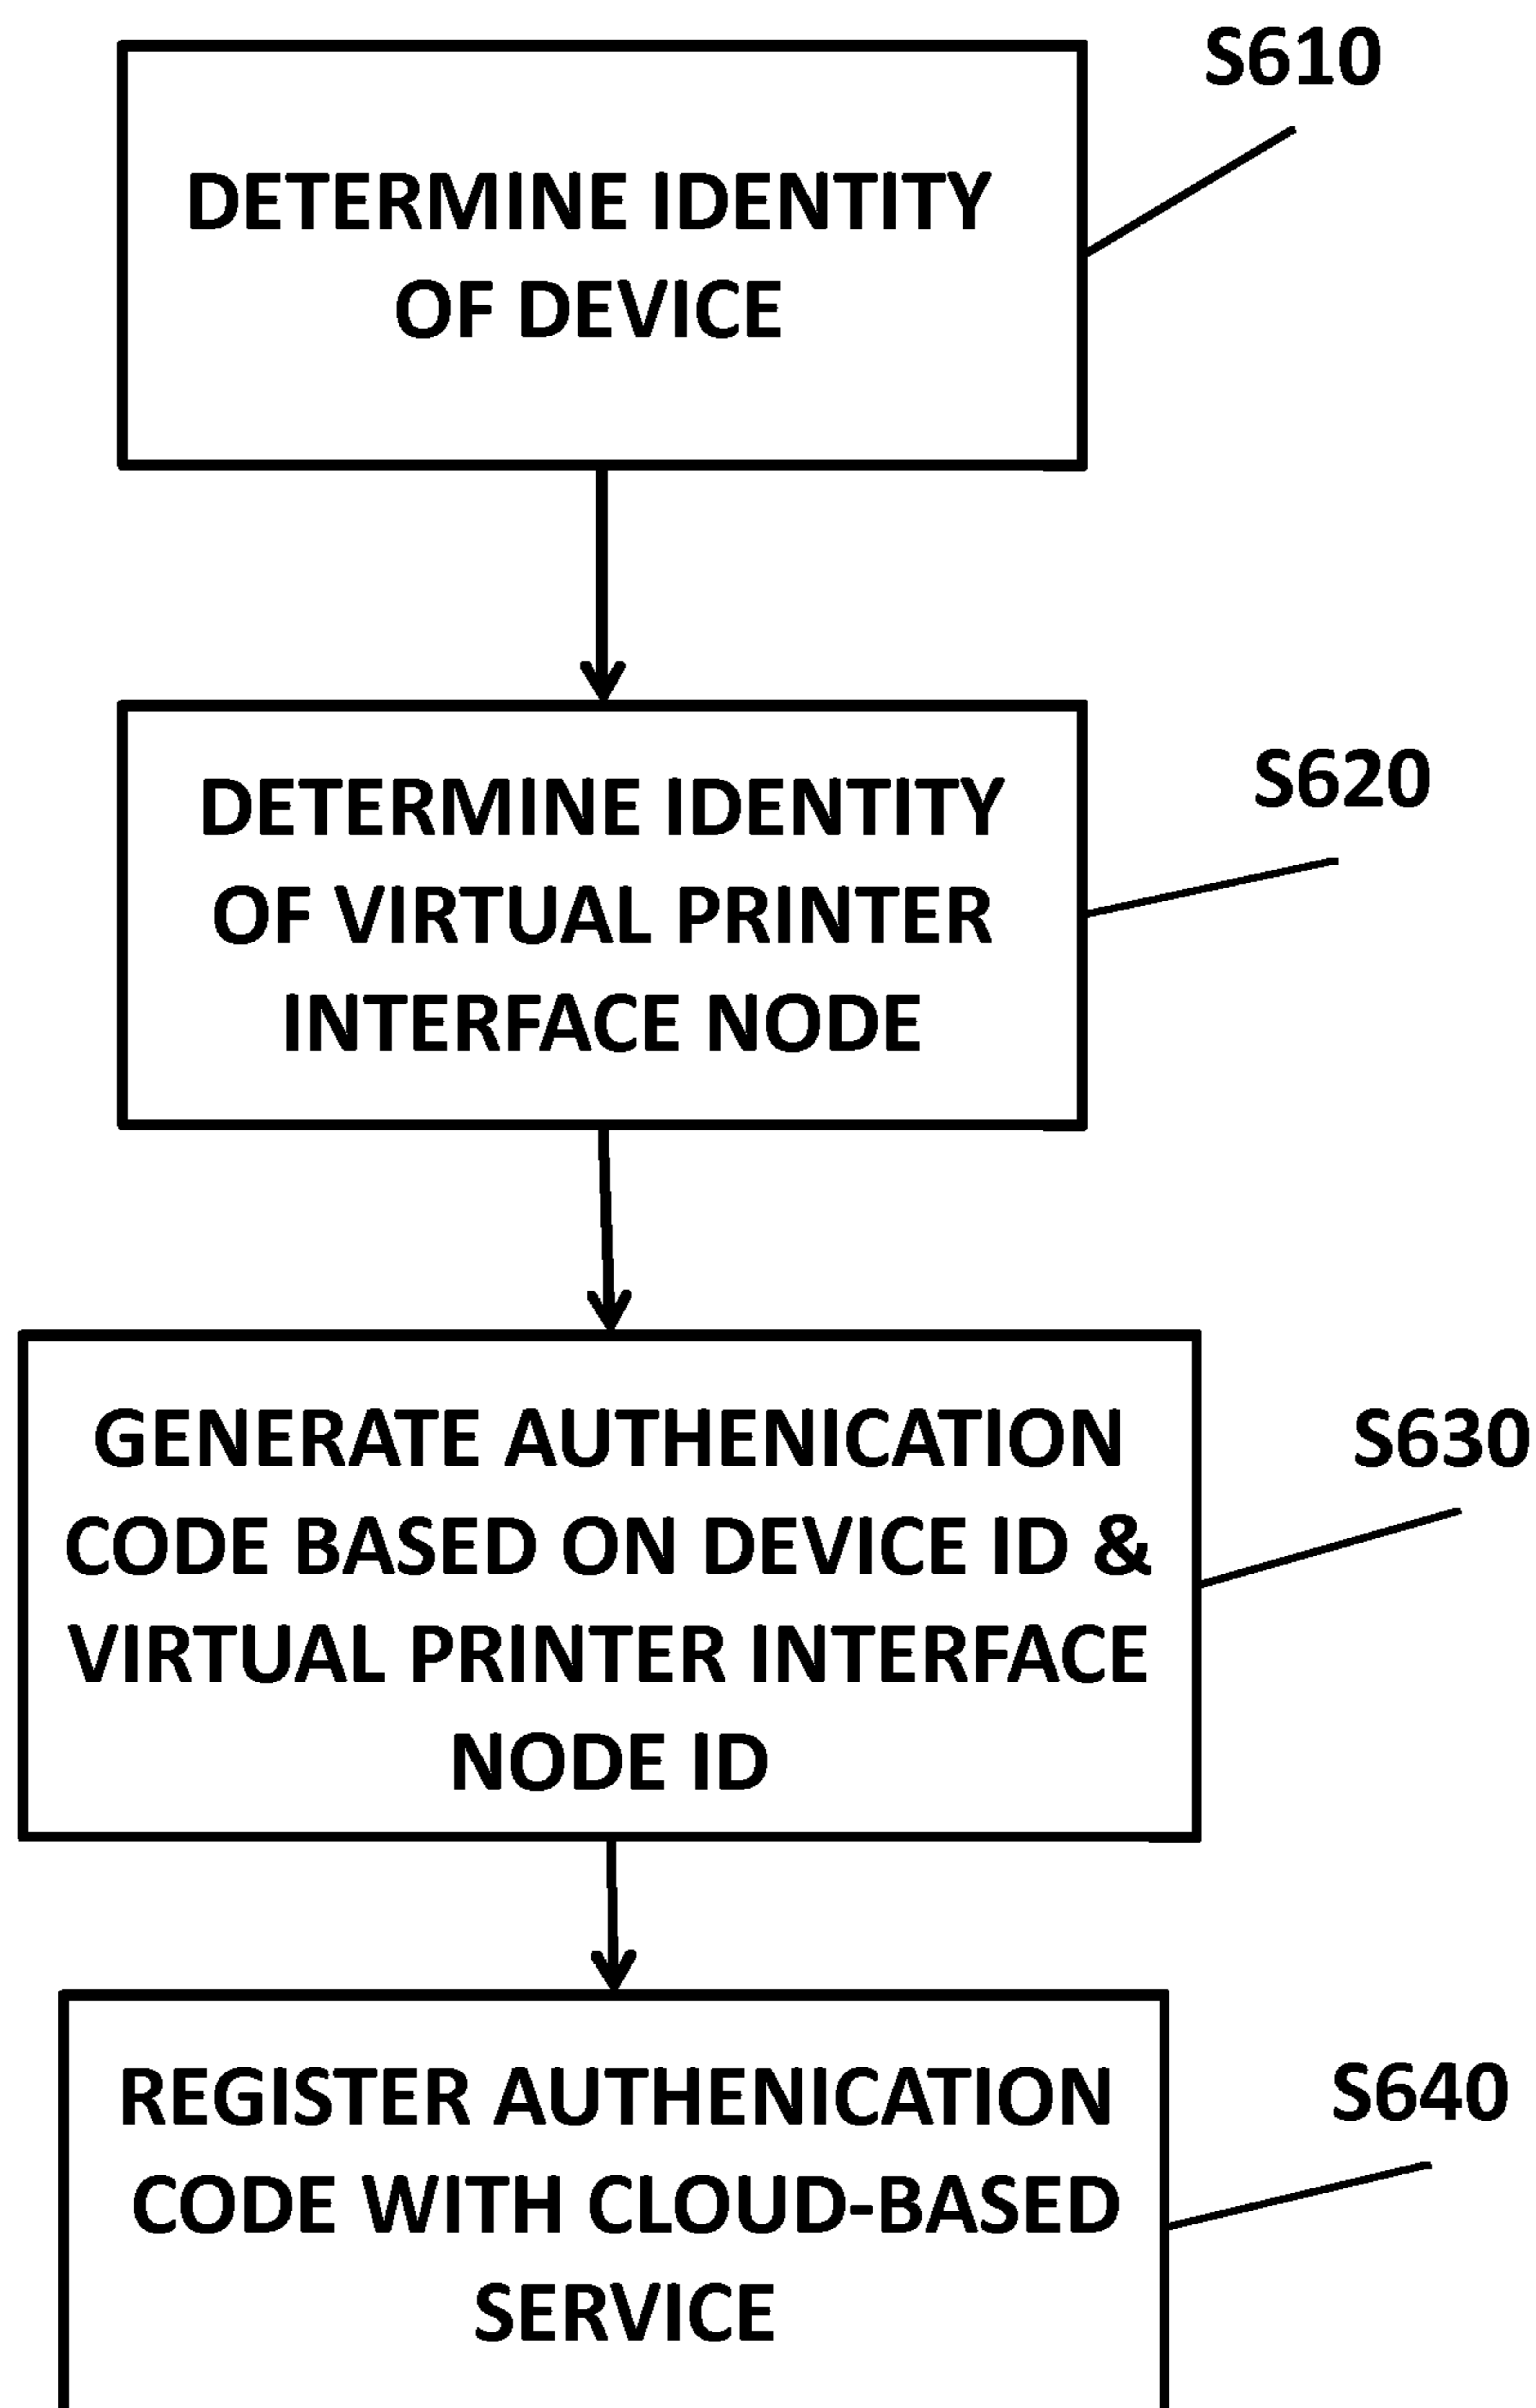 S610
DETERMINE IDENTITY
OF DEVICE
S620
DETERMINE IDENTITY
OF VIRTUAL PRINTER
INTERFACE NODE
S630
GENERATE AUTHENICATION
CODE BASED ON DEVICE ID &
VIRTUAL PRINTER INTERFACE
NODE ID
S640
REGISTER AUTHENICATION
CODE WITH CLOUD-BASED
SERVICE